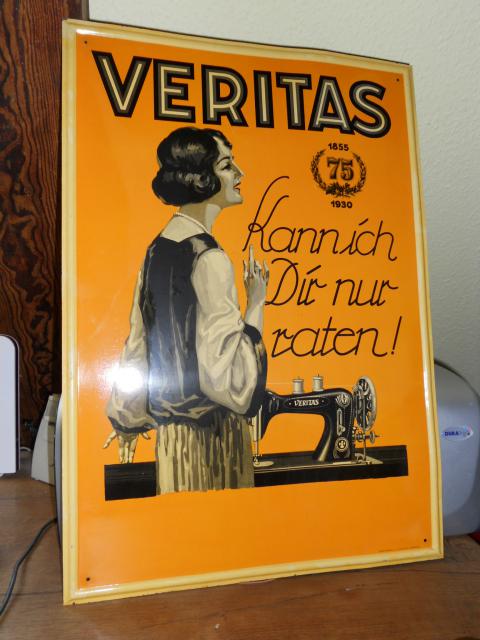 VERITAS
1855
75
1930
Kann ich
Dir nur
raten!
VERITAS